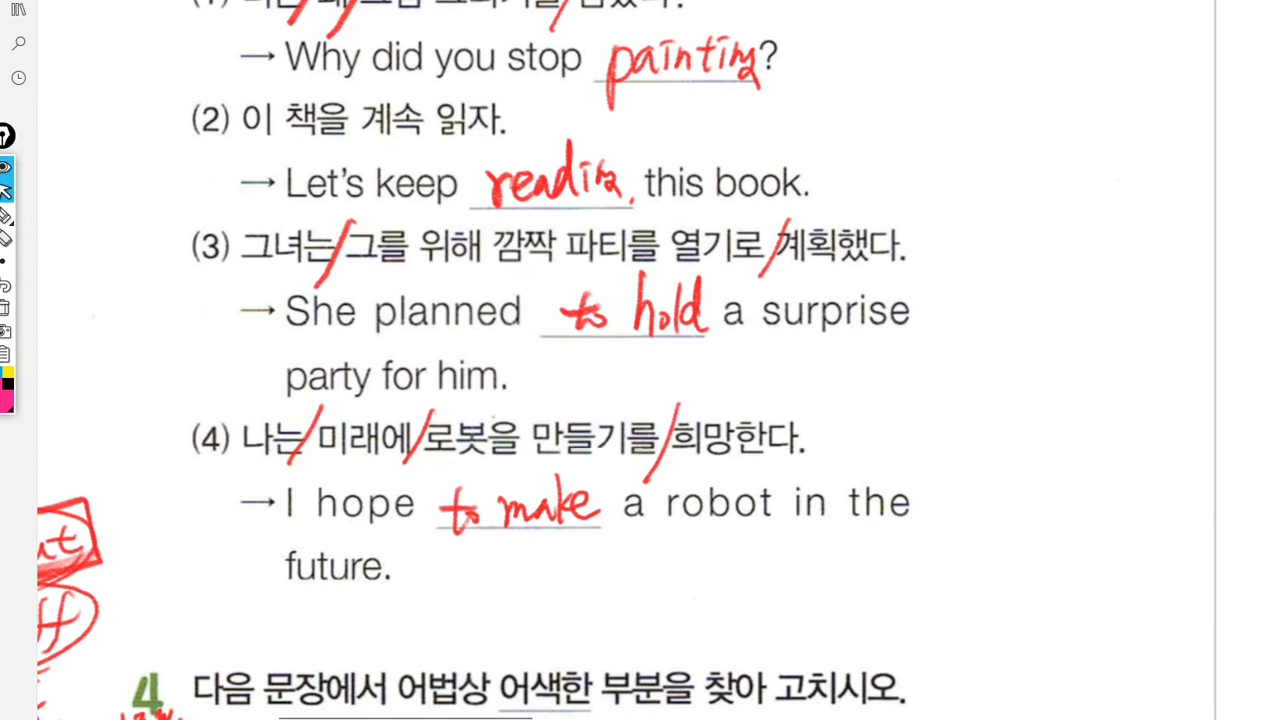 → Why did you stop painting?
(2) 이 책을 계속 읽자.
→ Let's keep reading this book.
(3) 그녀는/그를 위해 깜짝 파티를 열기로/계획했다.
→ She planned to hold a surprise
party for him.
(4) 나는/미래에/로봇을 만들기를/희망한다.
→ I hope to make a robot in the
future.
4 다음 문장에서 어법상 어색한 부분을 찾아 고치시오.